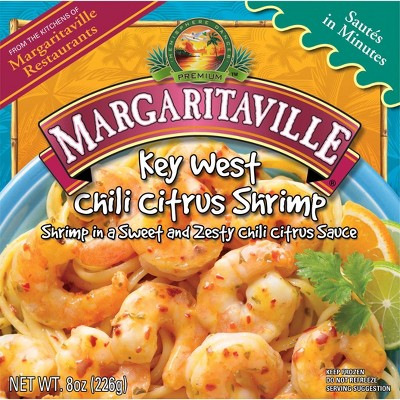 FROM THE KITCHENS OF
Margaritaville
Restaurants
Sautés
in Minutes
PREMIUM™
MARGARITAVILLE®
Key West
Chili Citrus Shrimp
Shrimp in a Sweet and Zesty Chili Citrus Sauce
NET WT. 8oz (226g)
KEEP FROZEN
DO NOT REFREEZE
SERVING SUGGESTION